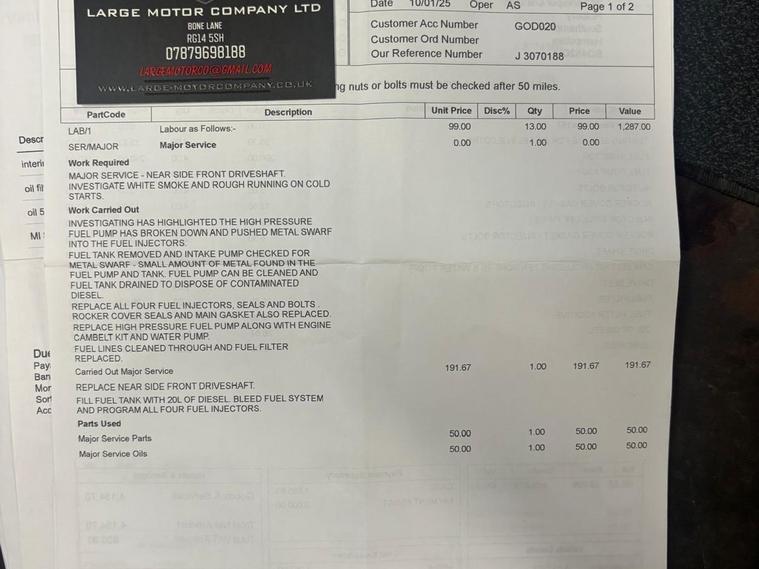 LARGE MOTOR COMPANY LTD
BONE LANE
RG14 5SH
07879698188
LARGEMOTORCO@GMAIL.COM
WWW.LARGE-MOTORCOMPANY.CO.UK
Date 10/01/25 Oper AS Page 1 of 2
Customer Acc Number GOD020
Customer Ord Number
Our Reference Number J 3070188
ng nuts or bolts must be checked after 50 miles.
PartCode Description Unit Price Disc% Qty Price Value
LAB/1 Labour as Follows:- 99.00 13.00 99.00 1,287.00
SER/MAJOR Major Service 0.00 1.00 0.00
Work Required
MAJOR SERVICE - NEAR SIDE FRONT DRIVESHAFT.
INVESTIGATE WHITE SMOKE AND ROUGH RUNNING ON COLD
STARTS.
Work Carried Out
INVESTIGATING HAS HIGHLIGHTED THE HIGH PRESSURE
FUEL PUMP HAS BROKEN DOWN AND PUSHED METAL SWARF
INTO THE FUEL INJECTORS.
FUEL TANK REMOVED AND INTAKE PUMP CHECKED FOR
METAL SWARF - SMALL AMOUNT OF METAL FOUND IN THE
FUEL PUMP AND TANK. FUEL PUMP CAN BE CLEANED AND
FUEL TANK DRAINED TO DISPOSE OF CONTAMINATED
DIESEL.
REPLACE ALL FOUR FUEL INJECTORS, SEALS AND BOLTS .
ROCKER COVER SEALS AND MAIN GASKET ALSO REPLACED.
REPLACE HIGH PRESSURE FUEL PUMP ALONG WITH ENGINE
CAMBELT KIT AND WATER PUMP.
FUEL LINES CLEANED THROUGH AND FUEL FILTER
REPLACED.
Carried Out Major Service 191.67 1.00 191.67 191.67
REPLACE NEAR SIDE FRONT DRIVESHAFT.
FILL FUEL TANK WITH 20L OF DIESEL. BLEED FUEL SYSTEM
AND PROGRAM ALL FOUR FUEL INJECTORS.
Parts Used
Major Service Parts 50.00 1.00 50.00 50.00
Major Service Oils 50.00 1.00 50.00 50.00
Descr
interi
oil fil
oil 5
MI
Due
Pay
Ban
Mor
Sort
Acc